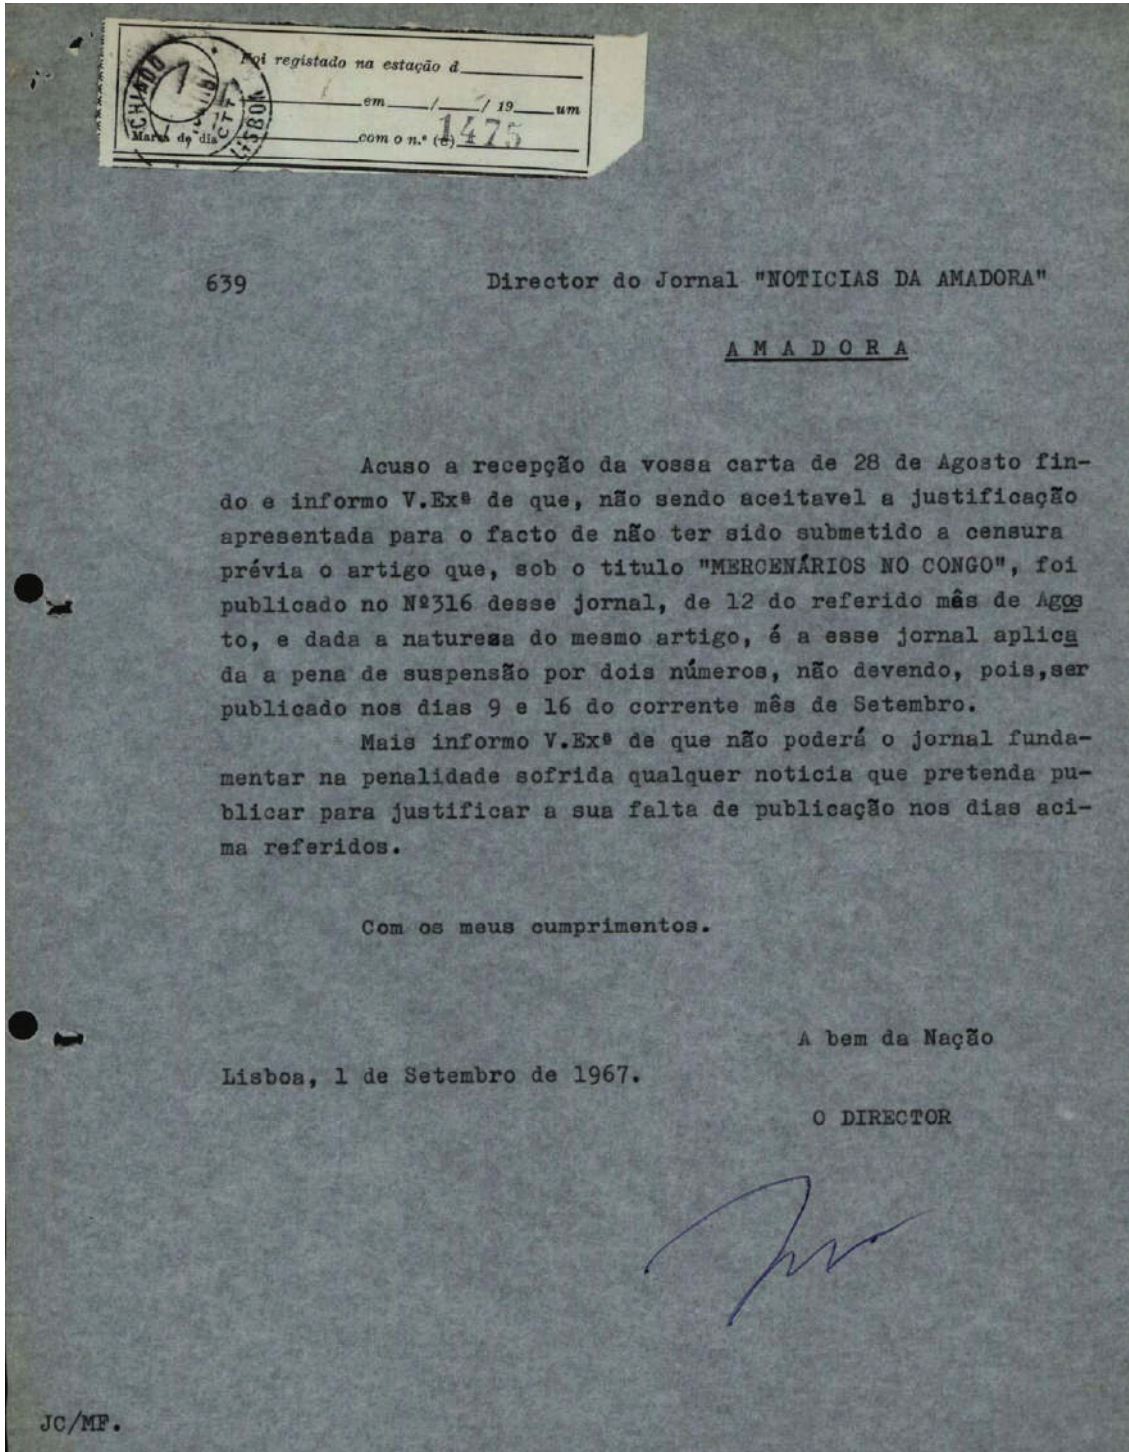 Foi registado na estação d
em / / 19 um
Marca do dia com o n.º (a) 1475
CHIADO
CTT
LISBOA
639 Director do Jornal "NOTICIAS DA AMADORA"
A M A D O R A
Acuso a recepção da vossa carta de 28 de Agosto fin-
do e informo V.Exª de que, não sendo aceitavel a justificação
apresentada para o facto de não ter sido submetido a censura
prévia o artigo que, sob o titulo "MERCENÁRIOS NO CONGO", foi
publicado no Nº316 desse jornal, de 12 do referido mês de Agos
to, e dada a natureza do mesmo artigo, é a esse jornal aplica
da a pena de suspensão por dois números, não devendo, pois,ser
publicado nos dias 9 e 16 do corrente mês de Setembro.
Mais informo V.Exª de que não poderá o jornal funda-
mentar na penalidade sofrida qualquer noticia que pretenda pu-
blicar para justificar a sua falta de publicação nos dias aci-
ma referidos.
Com os meus cumprimentos.
A bem da Nação
Lisboa, 1 de Setembro de 1967.
O DIRECTOR
JC/MF.